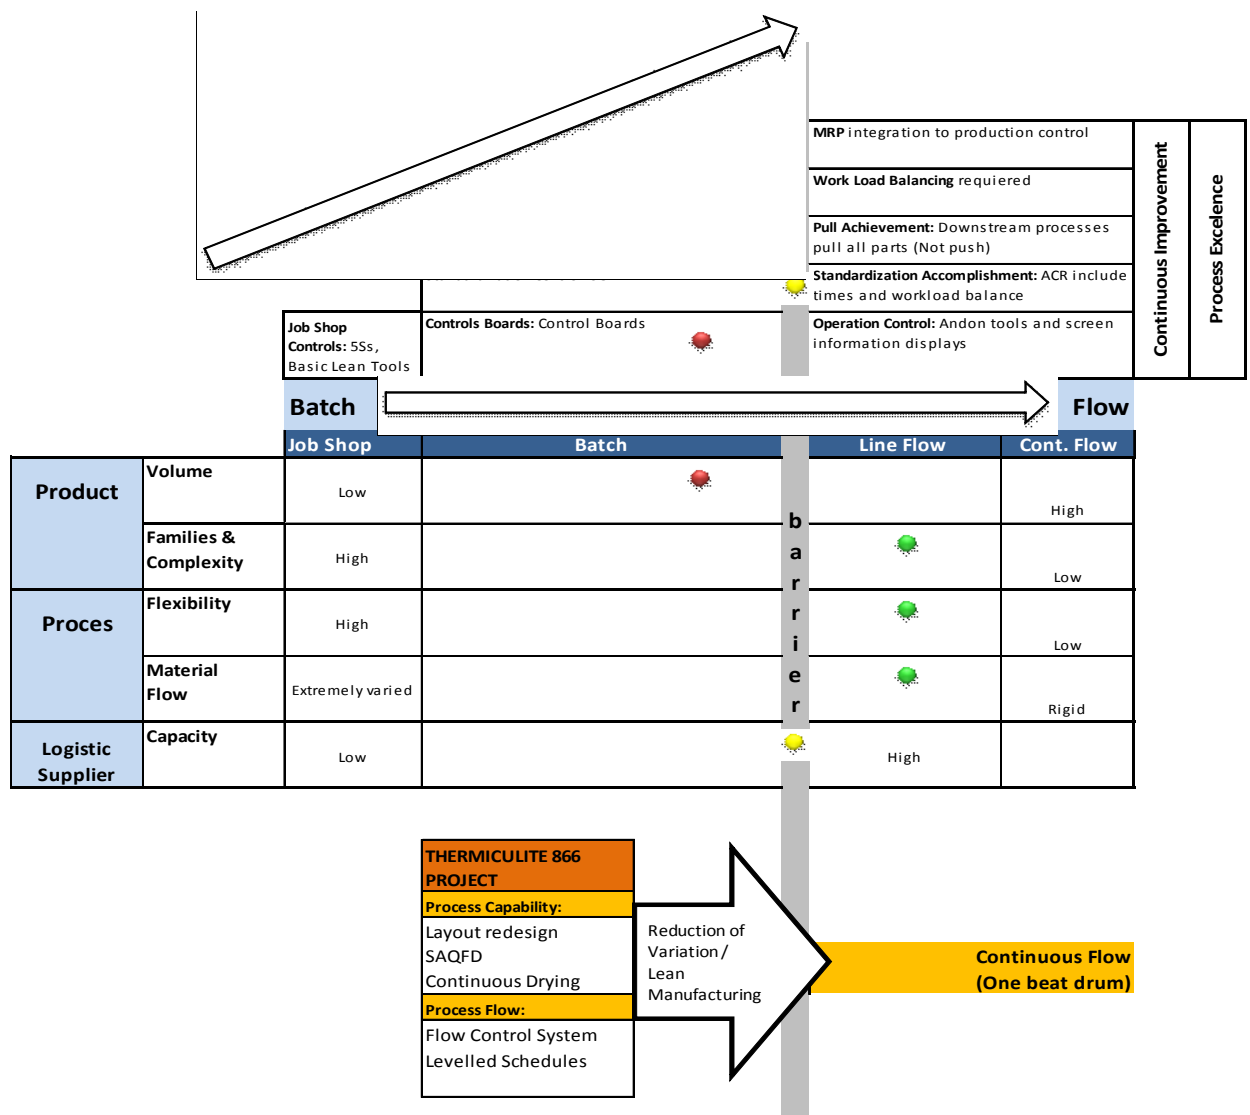 MRP integration to production control
Work Load Balancing requiered
Pull Achievement: Downstream processes
pull all parts (Not push)
Standardization Accomplishment: ACR include
times and workload balance
Operation Control: Andon tools and screen
information displays
Continuous Improvement
Process Excelence
Job Shop
Controls: 5Ss,
Basic Lean Tools
Controls Boards: Control Boards
Batch
Flow
Job Shop
Batch
Line Flow
Cont. Flow
Product
Volume
Low
High
Families &
Complexity
High
Low
Proces
Flexibility
High
Low
Material
Flow
Extremely varied
Rigid
Logistic
Supplier
Capacity
Low
High
barrier
THERMICULITE 866
PROJECT
Process Capability:
Layout redesign
SAQFD
Continuous Drying
Process Flow:
Flow Control System
Levelled Schedules
Reduction of
Variation /
Lean
Manufacturing
Continuous Flow
(One beat drum)